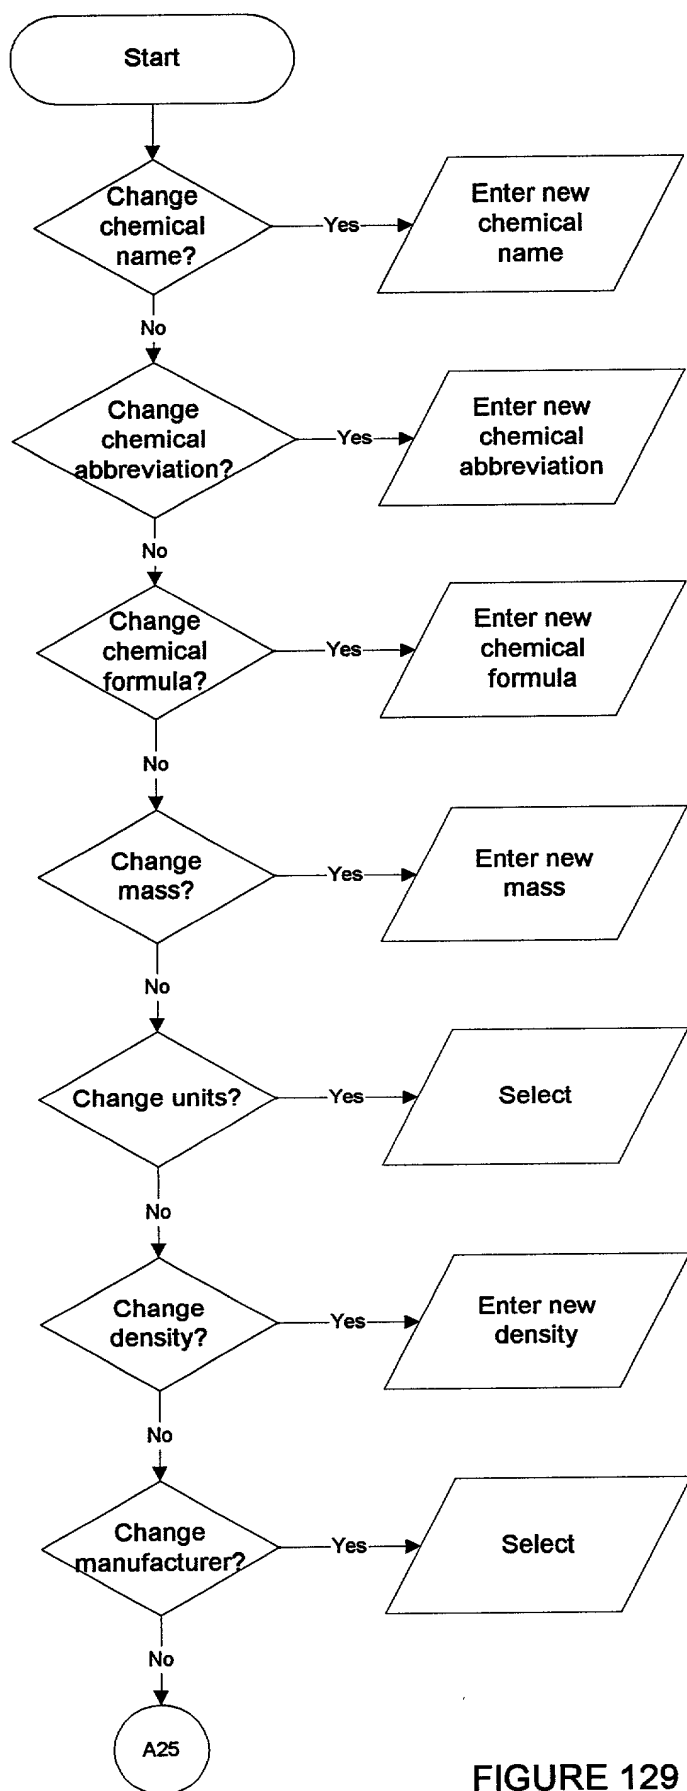 Start
Change
chemical
name?
Yes
Enter new
chemical
name
No
Change
chemical
abbreviation?
Yes
Enter new
chemical
abbreviation
No
Change
chemical
formula?
Yes
Enter new
chemical
formula
No
Change
mass?
Yes
Enter new
mass
No
Change units?
Yes
Select
No
Change
density?
Yes
Enter new
density
No
Change
manufacturer?
Yes
Select
No
A25
FIGURE 129